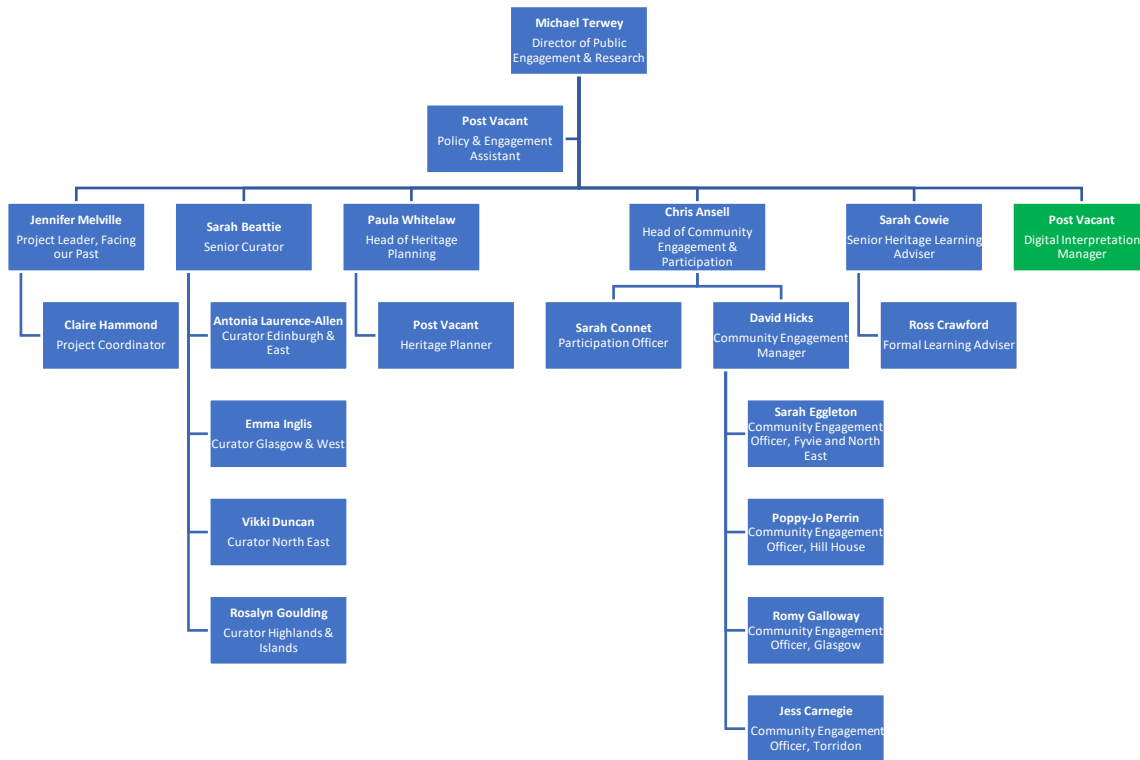 Michael Terwey
Director of Public
Engagement & Research
Post Vacant
Policy & Engagement
Assistant
Jennifer Melville
Project Leader, Facing
our Past
Sarah Beattie
Senior Curator
Paula Whitelaw
Head of Heritage
Planning
Chris Ansell
Head of Community
Engagement &
Participation
Sarah Cowie
Senior Heritage Learning
Adviser
Post Vacant
Digital Interpretation
Manager
Claire Hammond
Project Coordinator
Antonia Laurence-Allen
Curator Edinburgh &
East
Post Vacant
Heritage Planner
Sarah Connet
Participation Officer
David Hicks
Community Engagement
Manager
Ross Crawford
Formal Learning Adviser
Emma Inglis
Curator Glasgow & West
Sarah Eggleton
Community Engagement
Officer, Fyvie and North
East
Vikki Duncan
Curator North East
Poppy-Jo Perrin
Community Engagement
Officer, Hill House
Rosalyn Goulding
Curator Highlands &
Islands
Romy Galloway
Community Engagement
Officer, Glasgow
Jess Carnegie
Community Engagement
Officer, Torridon